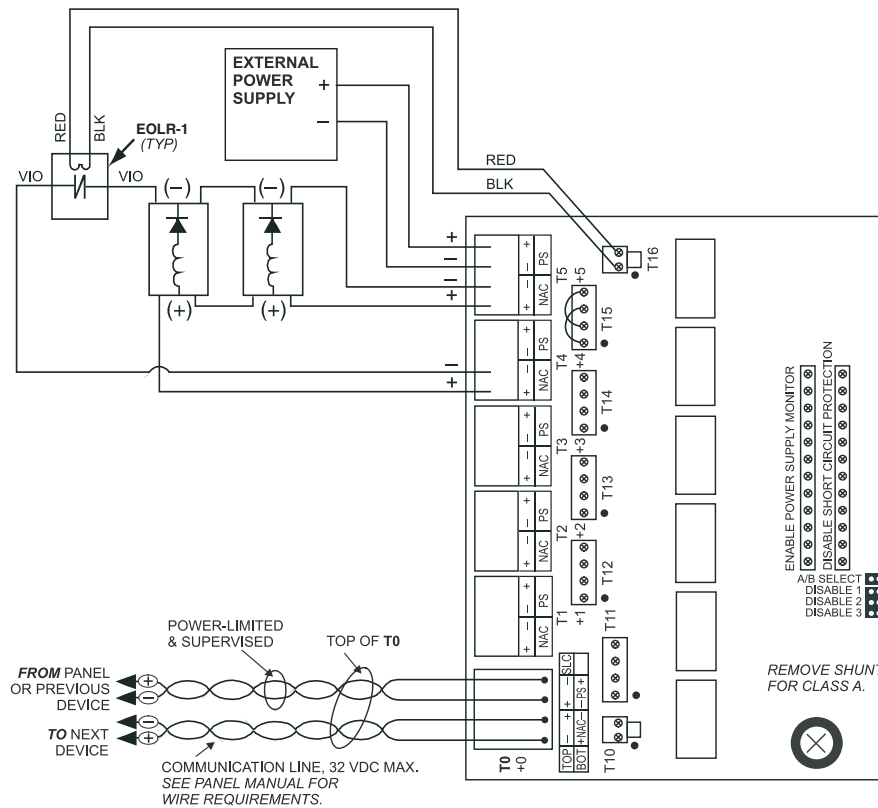 EXTERNAL
POWER
SUPPLY
+
−
RED
BLK
EOLR-1
(TYP)
VIO
VIO
(−)
(−)
(+)
(+)
RED
BLK
+
−
−
+
−
+
+ − − +
PS
NAC
T5
+5
T16
T15
+ − − +
PS
NAC
T4
+4
T14
+ − − +
PS
NAC
T3
+3
T13
+ − − +
PS
NAC
T2
+2
T12
+ − − +
PS
NAC
T1
+1
T11
ENABLE POWER SUPPLY MONITOR
DISABLE SHORT CIRCUIT PROTECTION
A/B SELECT
DISABLE 1
DISABLE 2
DISABLE 3
REMOVE SHUNT
FOR CLASS A.
POWER-LIMITED
& SUPERVISED
TOP OF T0
FROM PANEL
OR PREVIOUS
DEVICE
+
−
−
+
TO NEXT
DEVICE
COMMUNICATION LINE, 32 VDC MAX.
SEE PANEL MANUAL FOR
WIRE REQUIREMENTS.
T0
+0
TOP − + + − SLC
BOT +NAC− −PS+
T10